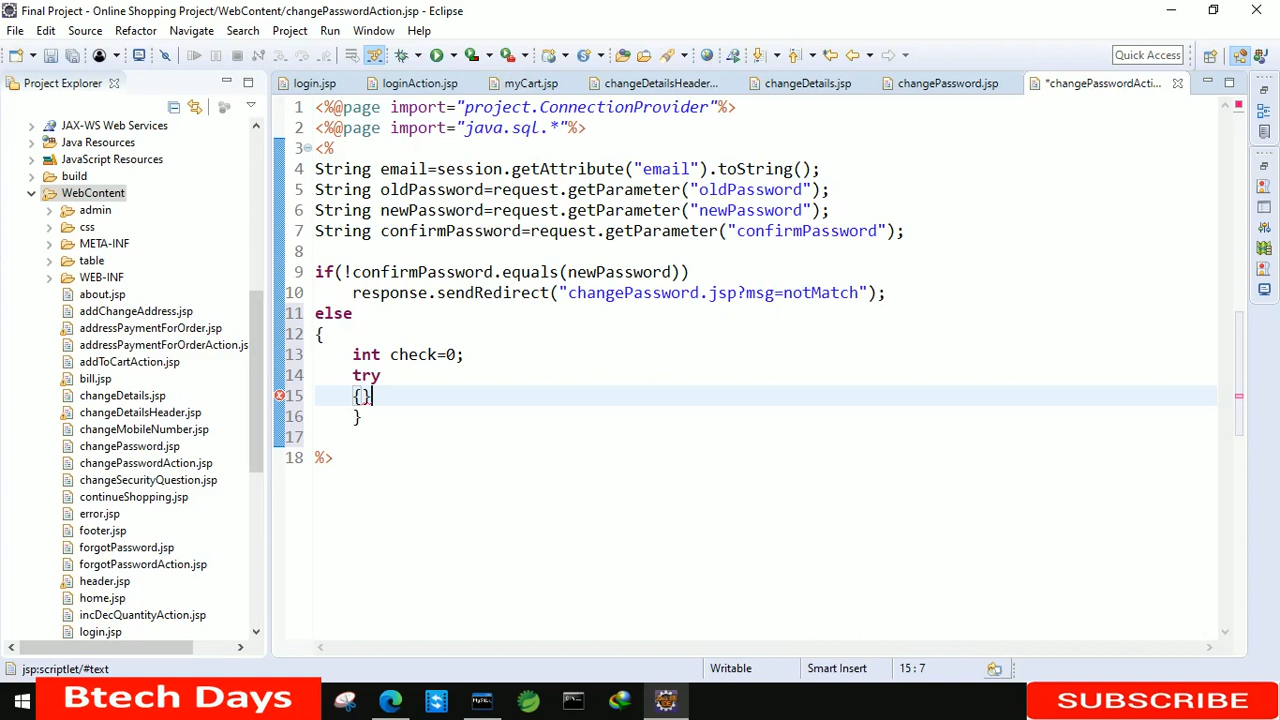 Final Project - Online Shopping Project/WebContent/changePasswordAction.jsp - Eclipse
File Edit Source Refactor Navigate Search Project Run Window Help
Quick Access
Project Explorer
login.jsp
loginAction.jsp
myCart.jsp
changeDetailsHeader...
changeDetails.jsp
changePassword.jsp
*changePasswordActi...
JAX-WS Web Services
Java Resources
JavaScript Resources
build
WebContent
admin
css
META-INF
table
WEB-INF
about.jsp
addChangeAddress.jsp
addressPaymentForOrder.jsp
addressPaymentForOrderAction.js
addToCartAction.jsp
bill.jsp
changeDetails.jsp
changeDetailsHeader.jsp
changeMobileNumber.jsp
changePassword.jsp
changePasswordAction.jsp
changeSecurityQuestion.jsp
continueShopping.jsp
error.jsp
footer.jsp
forgotPassword.jsp
forgotPasswordAction.jsp
header.jsp
home.jsp
incDecQuantityAction.jsp
login.jsp
1 <%@page import="project.ConnectionProvider"%>
2 <%@page import="java.sql.*"%>
3 <%
4 String email=session.getAttribute("email").toString();
5 String oldPassword=request.getParameter("oldPassword");
6 String newPassword=request.getParameter("newPassword");
7 String confirmPassword=request.getParameter("confirmPassword");
8
9 if(!confirmPassword.equals(newPassword))
10 response.sendRedirect("changePassword.jsp?msg=notMatch");
11 else
12 {
13 int check=0;
14 try
15 {}
16 }
17
18 %>
jsp:scriptlet/#text
Writable
Smart Insert
15 : 7
Btech Days
SUBSCRIBE